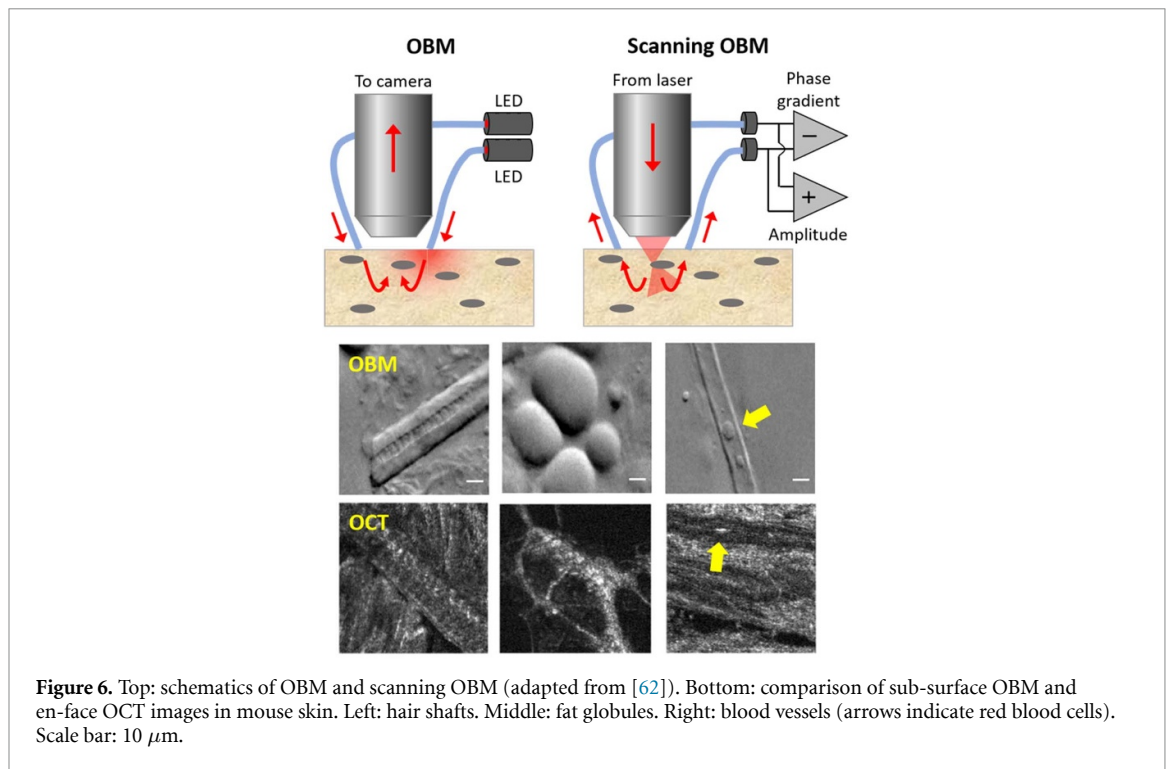 OBM
Scanning OBM
To camera
LED
LED
From laser
Phase
gradient
−
+
Amplitude
OBM
OCT
Figure 6. Top: schematics of OBM and scanning OBM (adapted from [62]). Bottom: comparison of sub-surface OBM and
en-face OCT images in mouse skin. Left: hair shafts. Middle: fat globules. Right: blood vessels (arrows indicate red blood cells).
Scale bar: 10 μm.